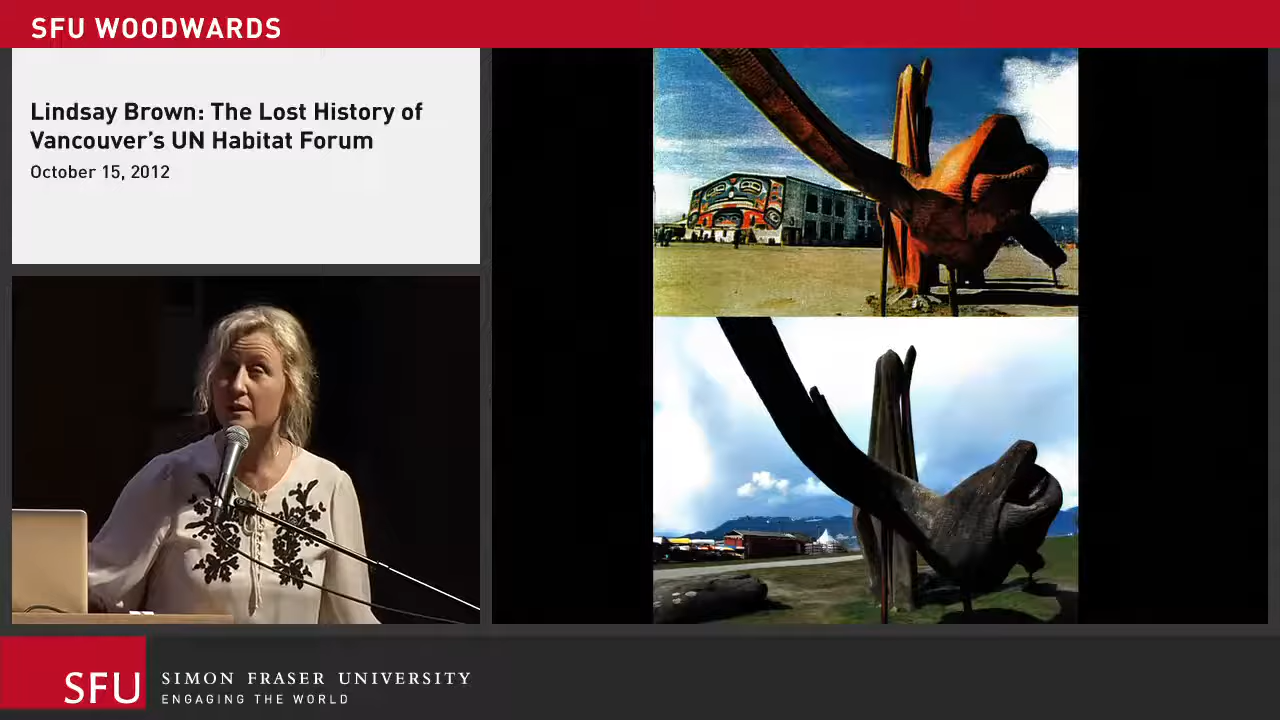 SFU WOODWARDS
Lindsay Brown: The Lost History of
Vancouver's UN Habitat Forum
October 15, 2012
SFU
SIMON FRASER UNIVERSITY
ENGAGING THE WORLD